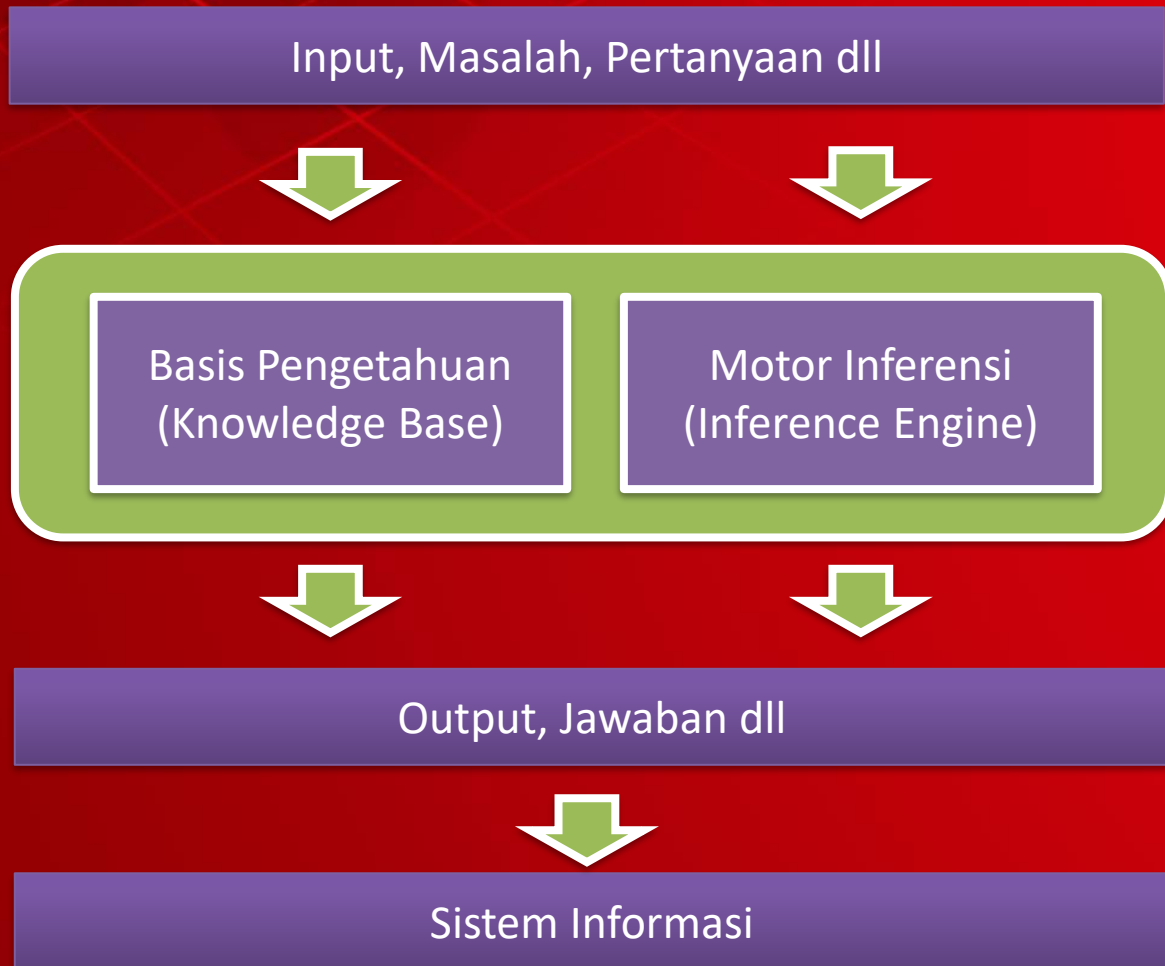 Input, Masalah, Pertanyaan dll
Basis Pengetahuan
(Knowledge Base)
Motor Inferensi
(Inference Engine)
Output, Jawaban dll
Sistem Informasi